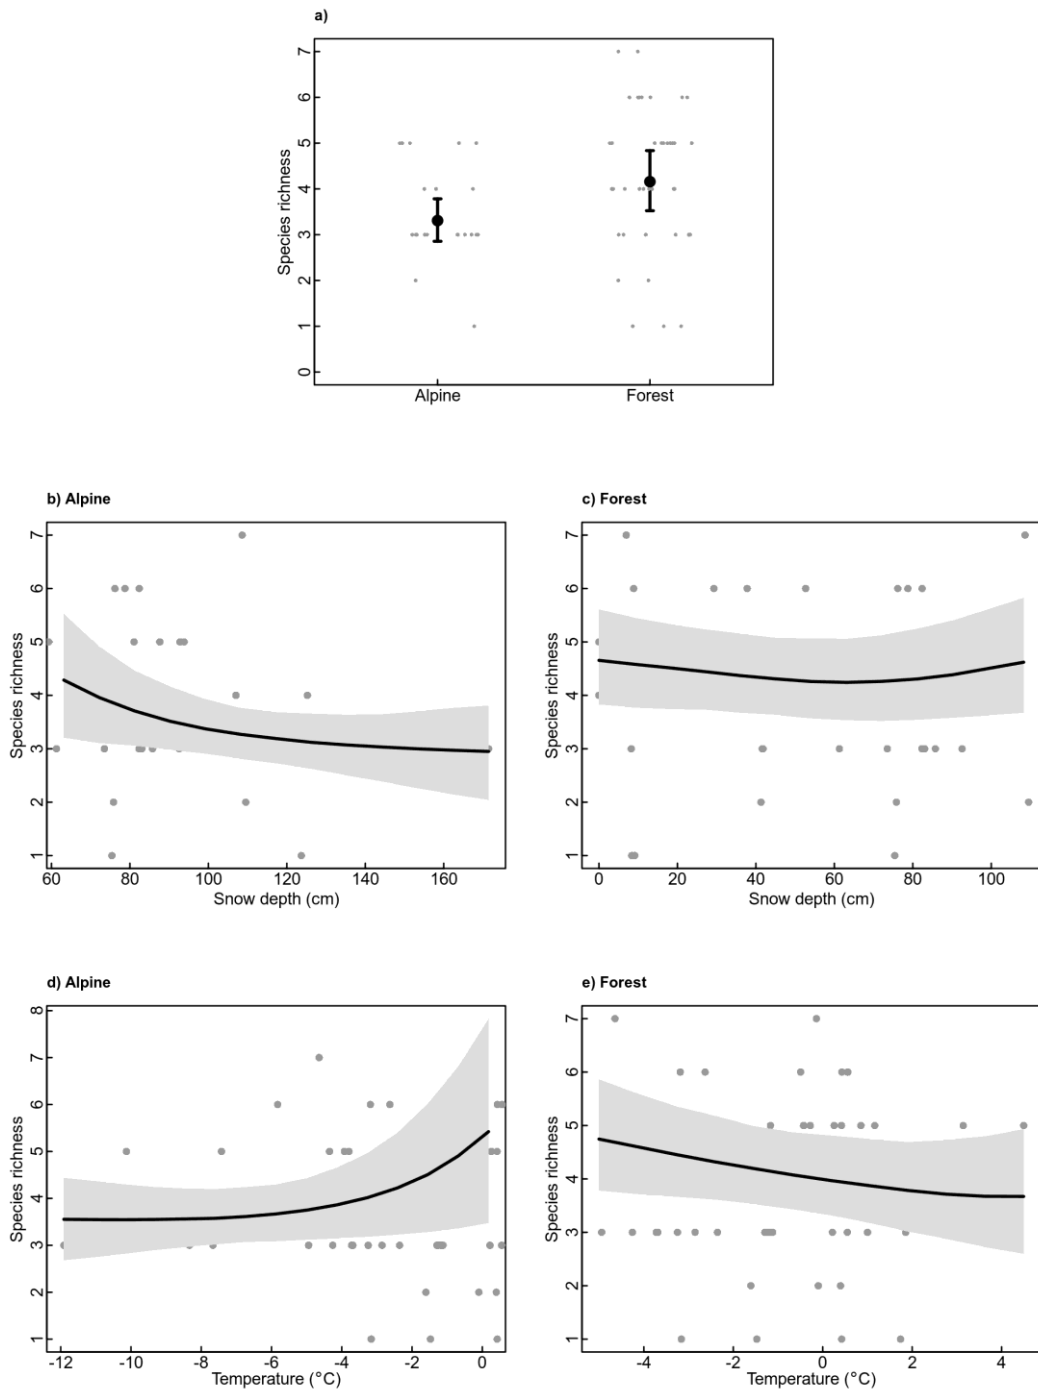 a)
Species richness
7
6
5
4
3
2
1
0
Alpine
Forest
b) Alpine
Species richness
7
6
5
4
3
2
1
60 80 100 120 140 160
Snow depth (cm)
c) Forest
Species richness
7
6
5
4
3
2
1
0 20 40 60 80 100
Snow depth (cm)
d) Alpine
Species richness
8
7
6
5
4
3
2
1
-12 -10 -8 -6 -4 -2 0
Temperature (°C)
e) Forest
Species richness
7
6
5
4
3
2
1
-4 -2 0 2 4
Temperature (°C)